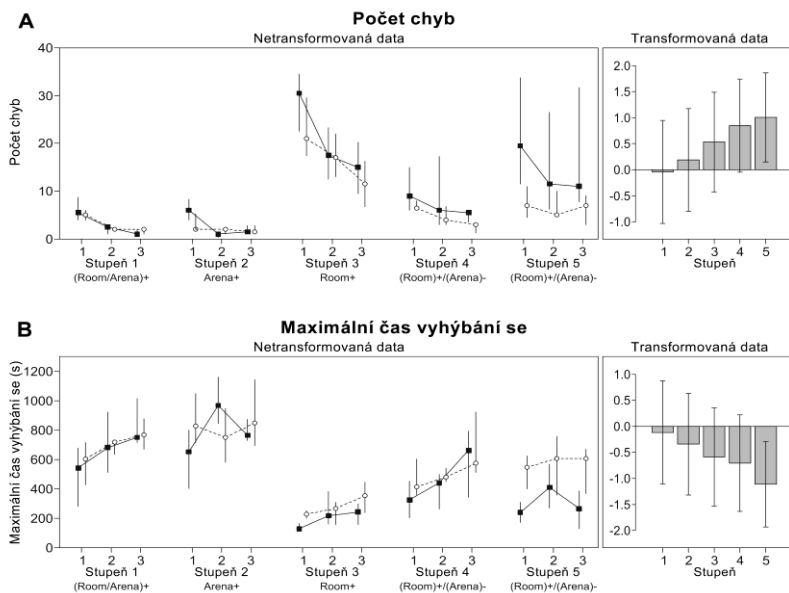 A
Počet chyb
Netransformovaná data
Transformovaná data
Počet chyb
40
30
20
10
0
2.0
1.5
1.0
0.5
0.0
-0.5
-1.0
1 2 3 1 2 3 1 2 3 1 2 3 1 2 3
Stupeň 1 Stupeň 2 Stupeň 3 Stupeň 4 Stupeň 5
(Room/Arena)+ Arena+ Room+ (Room)+/(Arena)- (Room)+/(Arena)-
1 2 3 4 5
Stupeň
B
Maximální čas vyhýbání se
Netransformovaná data
Transformovaná data
Maximální čas vyhýbání se (s)
1200
1000
800
600
400
200
0
1.0
0.5
0.0
-0.5
-1.0
-1.5
-2.0
1 2 3 1 2 3 1 2 3 1 2 3 1 2 3
Stupeň 1 Stupeň 2 Stupeň 3 Stupeň 4 Stupeň 5
(Room/Arena)+ Arena+ Room+ (Room)+/(Arena)- (Room)+/(Arena)-
1 2 3 4 5
Stupeň